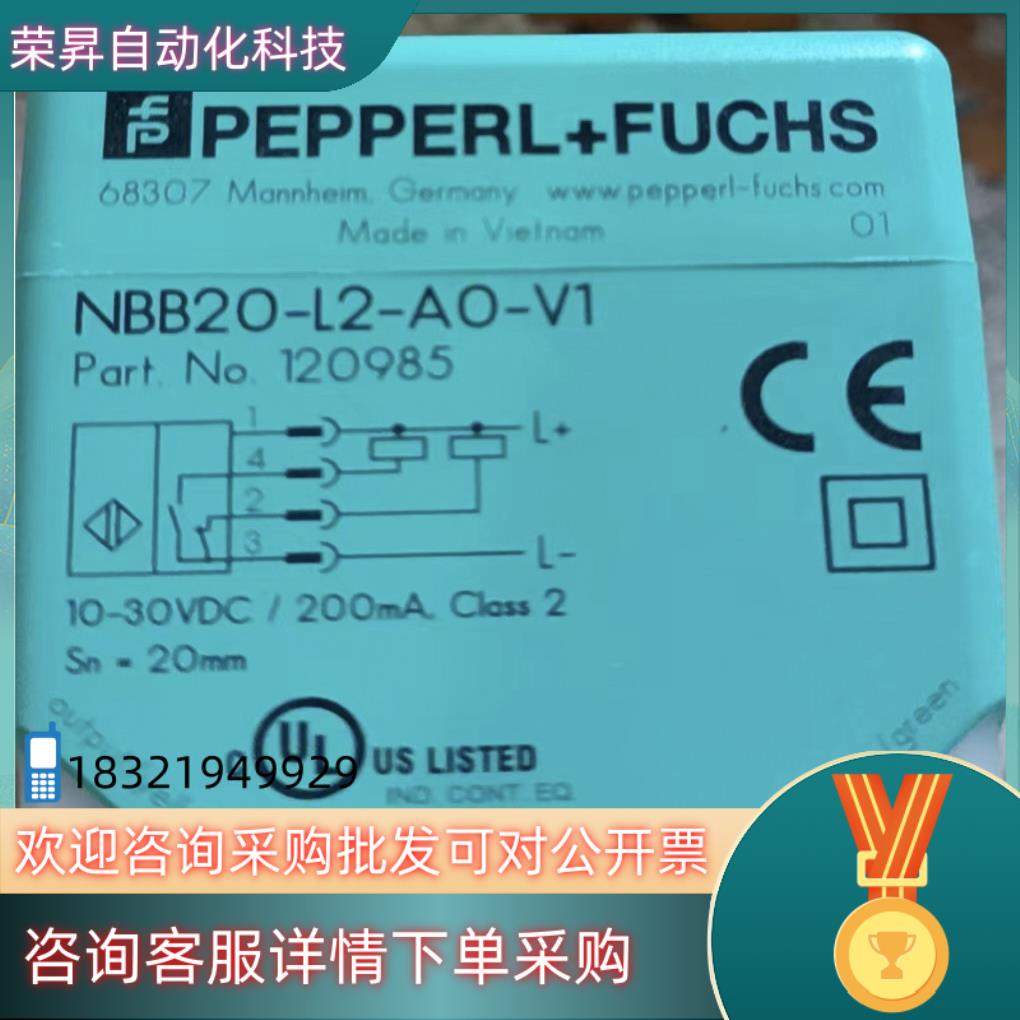 荣昇自动化科技
PEPPERL+FUCHS
68307 Mannheim, Germany www.pepperl-fuchs.com
Made in Vietnam 01
NBB20-L2-A0-V1
Part. No. 120985
CE
1
L+
4
2
3
L-
10-30VDC / 200mA, Class 2
Sn = 20mm
/green
UL US LISTED
18321949929
IND. CONT. EQ.
欢迎咨询采购批发可对公开票
咨询客服详情下单采购